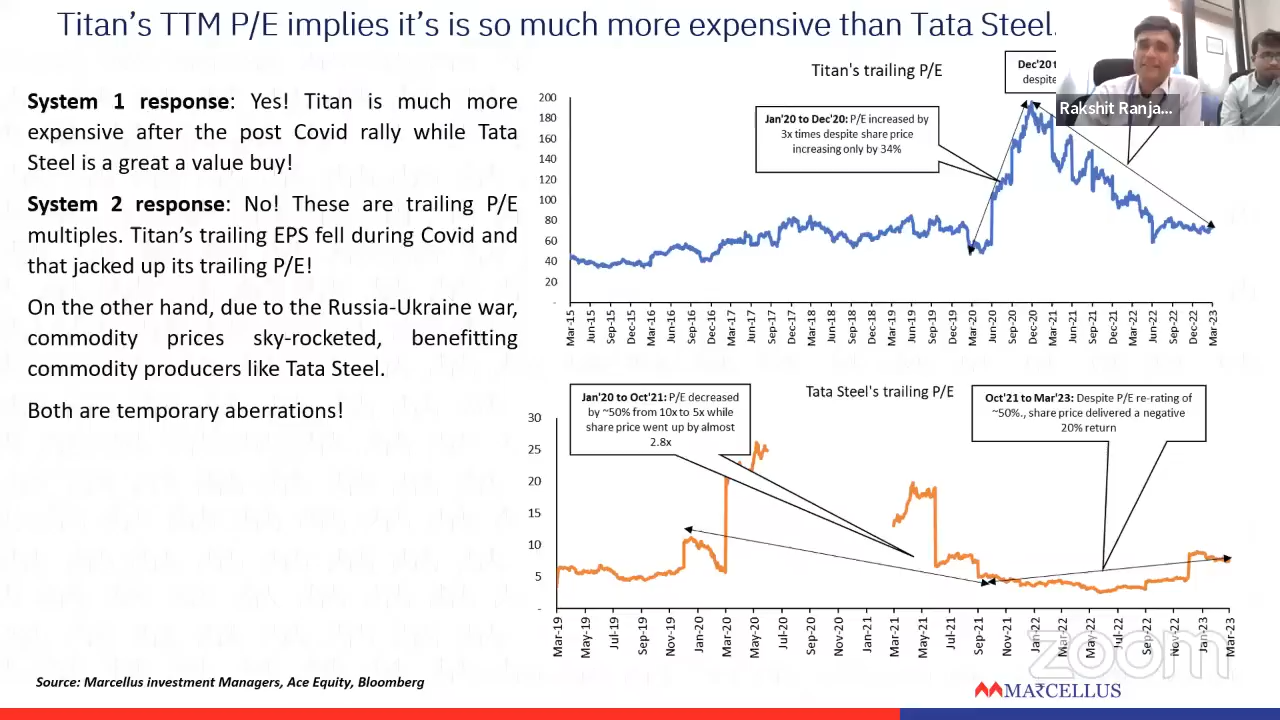 Titan's TTM P/E implies it's is so much more expensive than Tata Steel.
System 1 response: Yes! Titan is much more
expensive after the post Covid rally while Tata
Steel is a great a value buy!
System 2 response: No! These are trailing P/E
multiples. Titan's trailing EPS fell during Covid and
that jacked up its trailing P/E!
On the other hand, due to the Russia-Ukraine war,
commodity prices sky-rocketed, benefitting
commodity producers like Tata Steel.
Both are temporary aberrations!
Titan's trailing P/E
Dec'20 t
despite
Rakshit Ranja...
Jan'20 to Dec'20: P/E increased by
3x times despite share price
increasing only by 34%
200
180
160
140
120
100
80
60
40
20
-
Mar-15
Jun-15
Sep-15
Dec-15
Mar-16
Jun-16
Sep-16
Dec-16
Mar-17
Jun-17
Sep-17
Dec-17
Mar-18
Jun-18
Sep-18
Dec-18
Mar-19
Jun-19
Sep-19
Dec-19
Mar-20
Jun-20
Sep-20
Dec-20
Mar-21
Jun-21
Sep-21
Dec-21
Mar-22
Jun-22
Sep-22
Dec-22
Mar-23
Tata Steel's trailing P/E
Jan'20 to Oct'21: P/E decreased
by ~50% from 10x to 5x while
share price went up by almost
2.8x
Oct'21 to Mar'23: Despite P/E re-rating of
~50%., share price delivered a negative
20% return
30
25
20
15
10
5
-
Mar-19
May-19
Jul-19
Sep-19
Nov-19
Jan-20
Mar-20
May-20
Jul-20
Sep-20
Nov-20
Jan-21
Mar-21
May-21
Jul-21
Sep-21
Nov-21
Jan-22
Mar-22
May-22
Jul-22
Sep-22
Nov-22
Jan-23
Mar-23
zoom
Source: Marcellus investment Managers, Ace Equity, Bloomberg
MARCELLUS